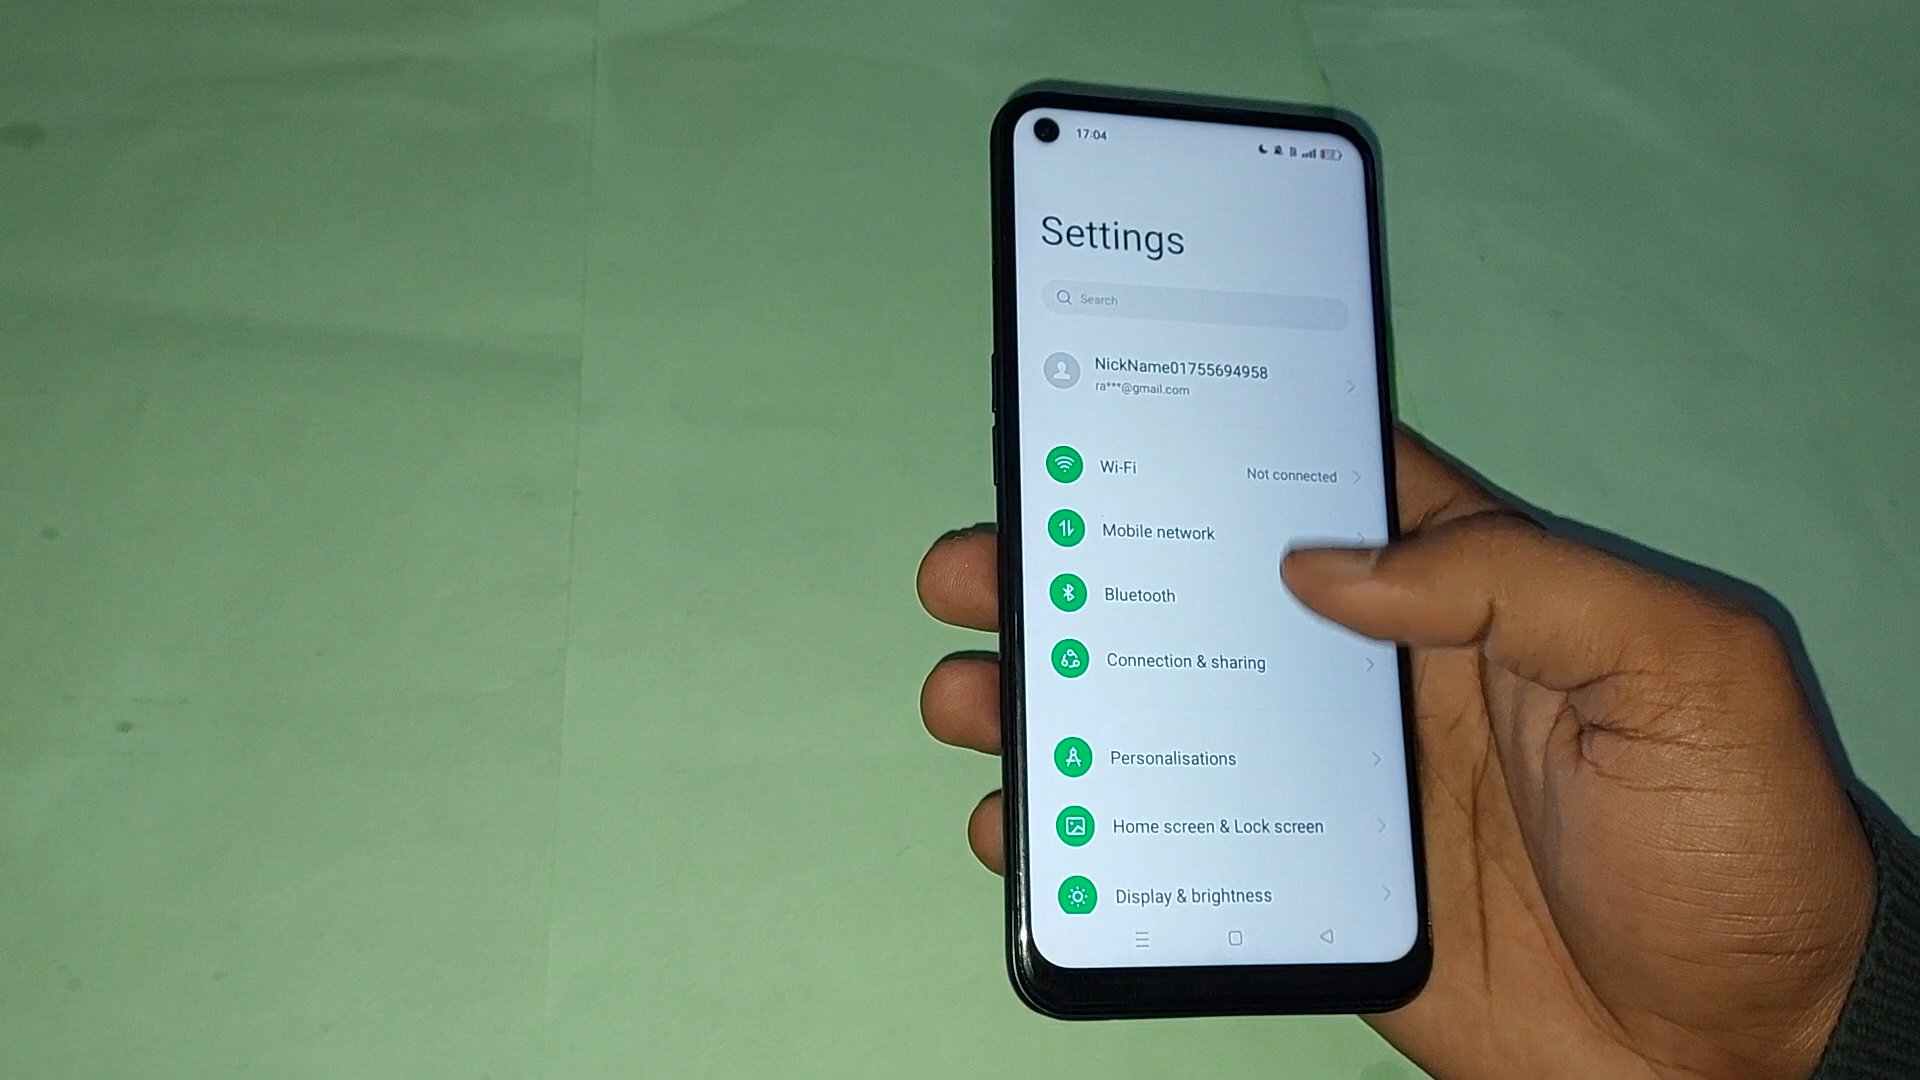 17:04
Settings
Search
NickName01755694958
ra***@gmail.com
Wi-Fi Not connected
Mobile network
Bluetooth
Connection & sharing
Personalisations
Home screen & Lock screen
Display & brightness